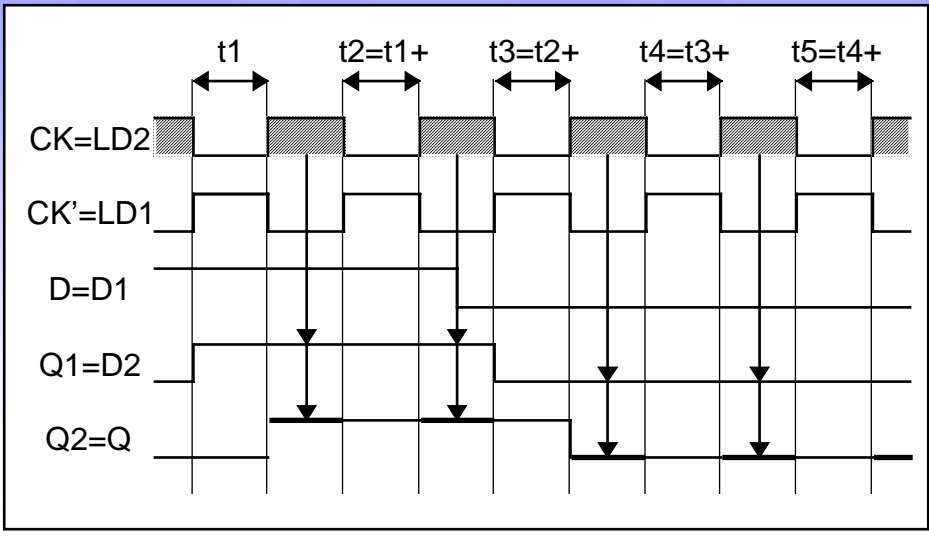 t1 t2=t1+ t3=t2+ t4=t3+ t5=t4+
CK=LD2
CK’=LD1
D=D1
Q1=D2
Q2=Q